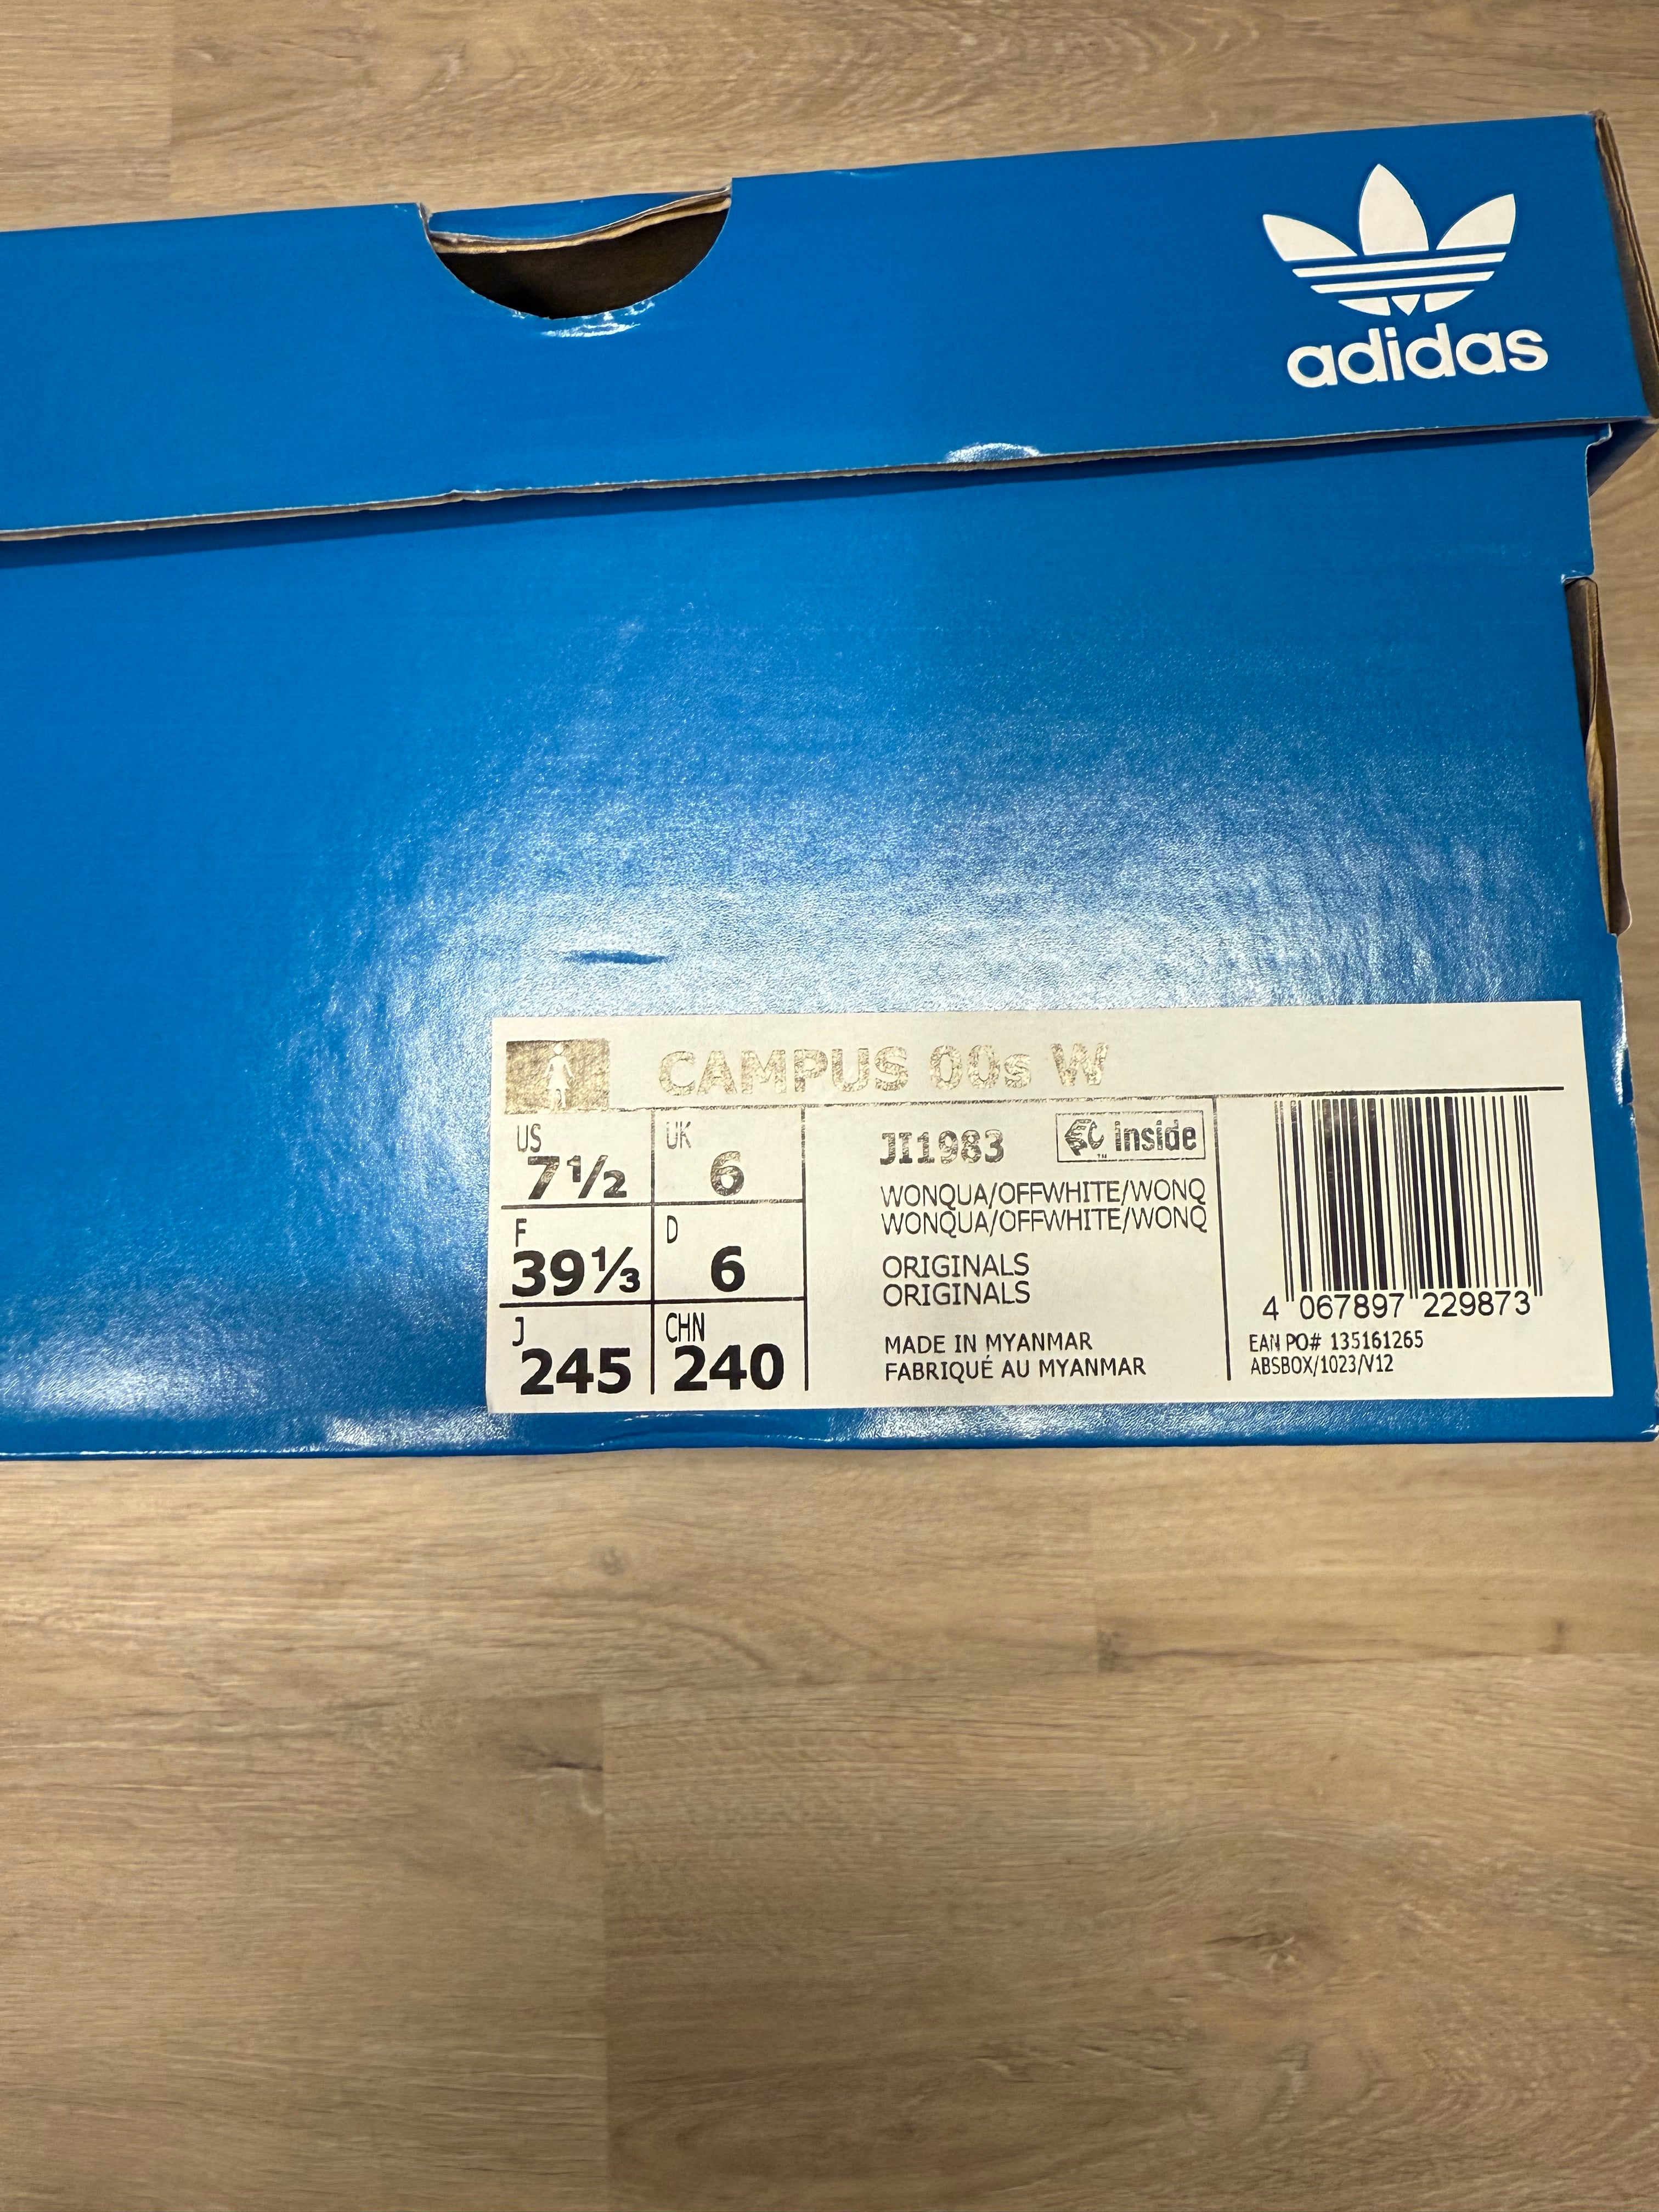 adidas
CAMPUS 00s W
US
7½
UK
6
F
39⅓
D
6
J
245
CHN
240
JI1983
inside
TM
WONQUA/OFFWHITE/WONQ
WONQUA/OFFWHITE/WONQ
ORIGINALS
ORIGINALS
MADE IN MYANMAR
FABRIQUÉ AU MYANMAR
4 067897 229873
EAN PO# 135161265
ABSBOX/1023/V12